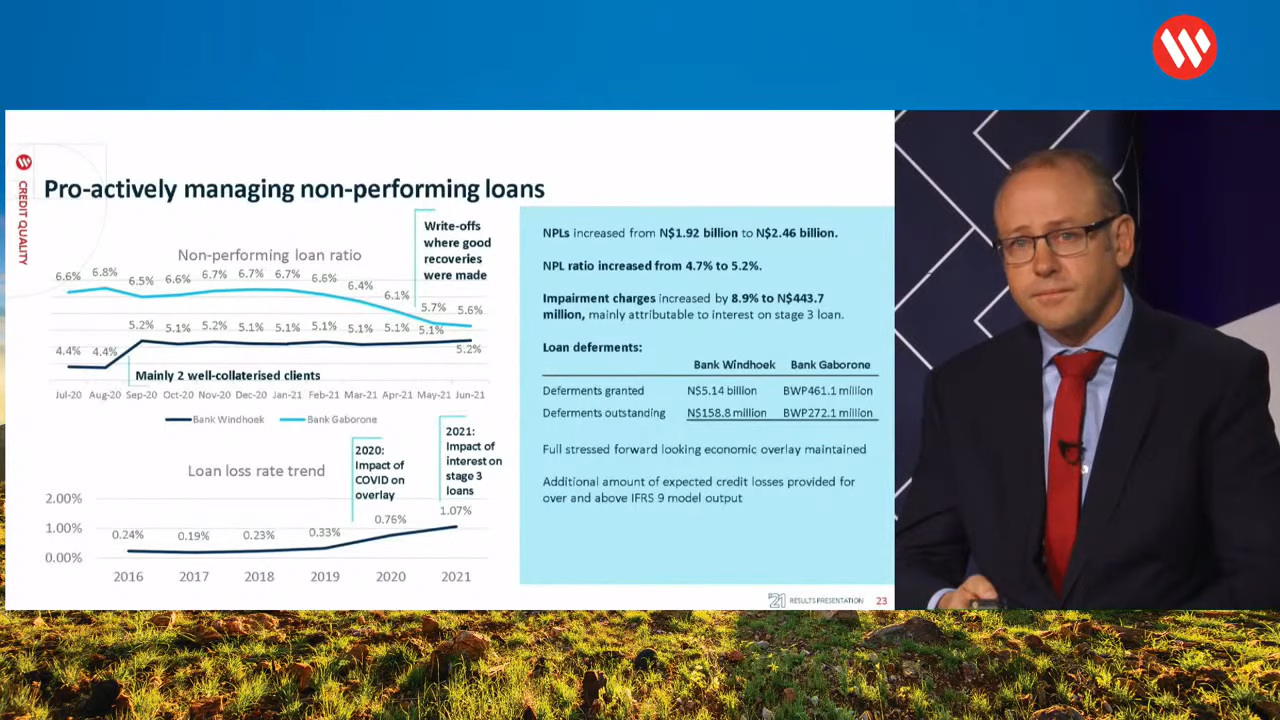 CREDIT QUALITY
Pro-actively managing non-performing loans
Non-performing loan ratio
Write-offs
where good
recoveries
were made
6.6% 6.8% 6.5% 6.6% 6.7% 6.7% 6.7% 6.6% 6.4% 6.1% 5.7% 5.6%
4.4% 4.4% 5.2% 5.1% 5.2% 5.1% 5.1% 5.1% 5.1% 5.1% 5.1% 5.2%
Mainly 2 well-collaterised clients
Jul-20 Aug-20 Sep-20 Oct-20 Nov-20 Dec-20 Jan-21 Feb-21 Mar-21 Apr-21 May-21 Jun-21
Bank Windhoek Bank Gaborone
Loan loss rate trend
2020:
Impact of
COVID on
overlay
2021:
Impact of
interest on
stage 3
loans
2.00%
1.00%
0.00%
0.24% 0.19% 0.23% 0.33% 0.76% 1.07%
2016 2017 2018 2019 2020 2021
NPLs increased from N$1.92 billion to N$2.46 billion.
NPL ratio increased from 4.7% to 5.2%.
Impairment charges increased by 8.9% to N$443.7
million, mainly attributable to interest on stage 3 loan.
Loan deferments:
Bank Windhoek Bank Gaborone
Deferments granted N$5.14 billion BWP461.1 million
Deferments outstanding N$158.8 million BWP272.1 million
Full stressed forward looking economic overlay maintained
Additional amount of expected credit losses provided for
over and above IFRS 9 model output
'21 RESULTS PRESENTATION 23